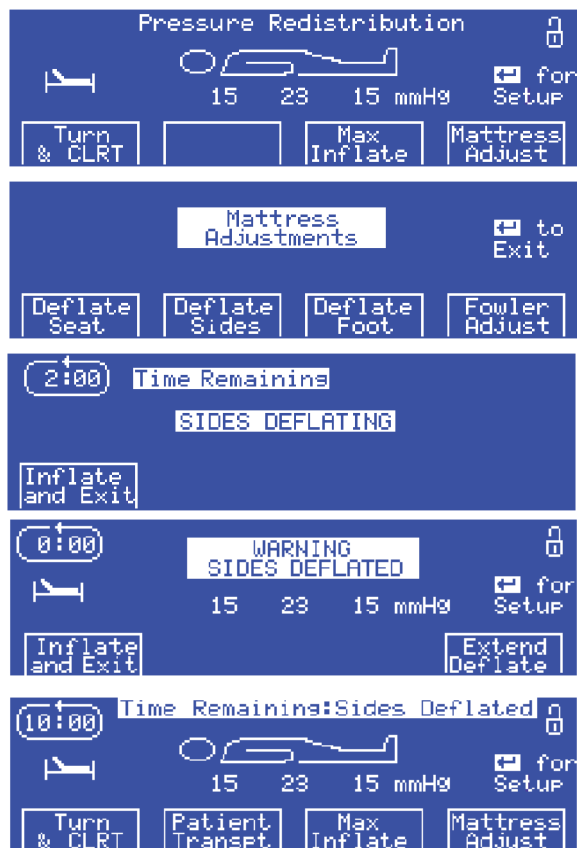 Pressure Redistribution
for
15 23 15 mmHg Setup
Turn Max Mattress
& CLRT Inflate Adjust
Mattress
Adjustments
to
Exit
Deflate Deflate Deflate Fowler
Seat Sides Foot Adjust
2:00 Time Remaining
SIDES DEFLATING
Inflate
and Exit
0:00
WARNING
SIDES DEFLATED
for
15 23 15 mmHg Setup
Inflate Extend
and Exit Deflate
10:00 Time Remaining:Sides Deflated
for
15 23 15 mmHg Setup
Turn Patient Max Mattress
& CLRT Transpt Inflate Adjust